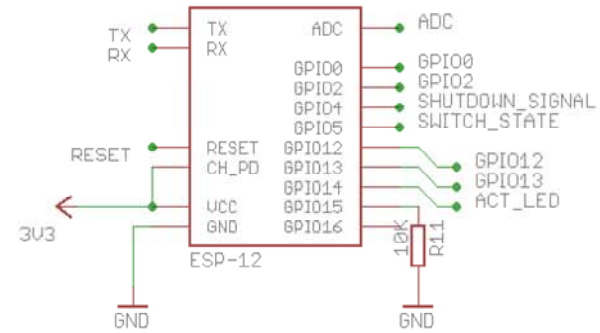 TX
RX
RESET
3V3
GND
TX
RX
RESET
CH_PD
VCC
GND
ADC
GPIO0
GPIO2
GPIO4
GPIO5
GPIO12
GPIO13
GPIO14
GPIO15
GPIO16
ESP-12
ADC
GPIO0
GPIO2
SHUTDOWN_SIGNAL
SWITCH_STATE
GPIO12
GPIO13
ACT_LED
10K
R11
GND